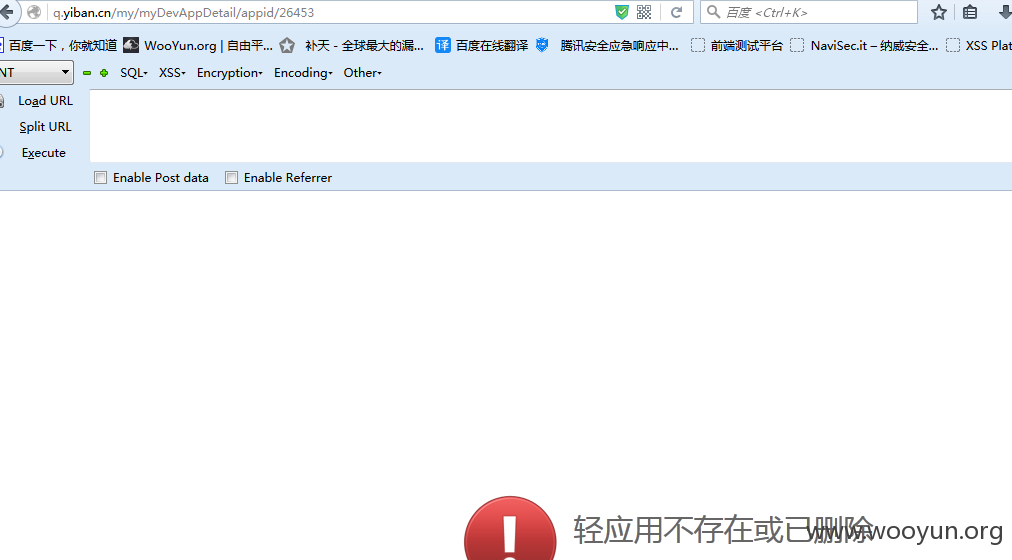 q.yiban.cn/my/myDevAppDetail/appid/26453
百度 <Ctrl+K>
百度一下，你就知道 WooYun.org | 自由平... 补天 - 全球最大的漏... 百度在线翻译 腾讯安全应急响应中... 前端测试平台 NaviSec.it – 纳威安全... XSS Plat
NT SQL XSS Encryption Encoding Other
Load URL
Split URL
Execute
Enable Post data Enable Referrer
轻应用不存在或已删除
www.wooyun.org